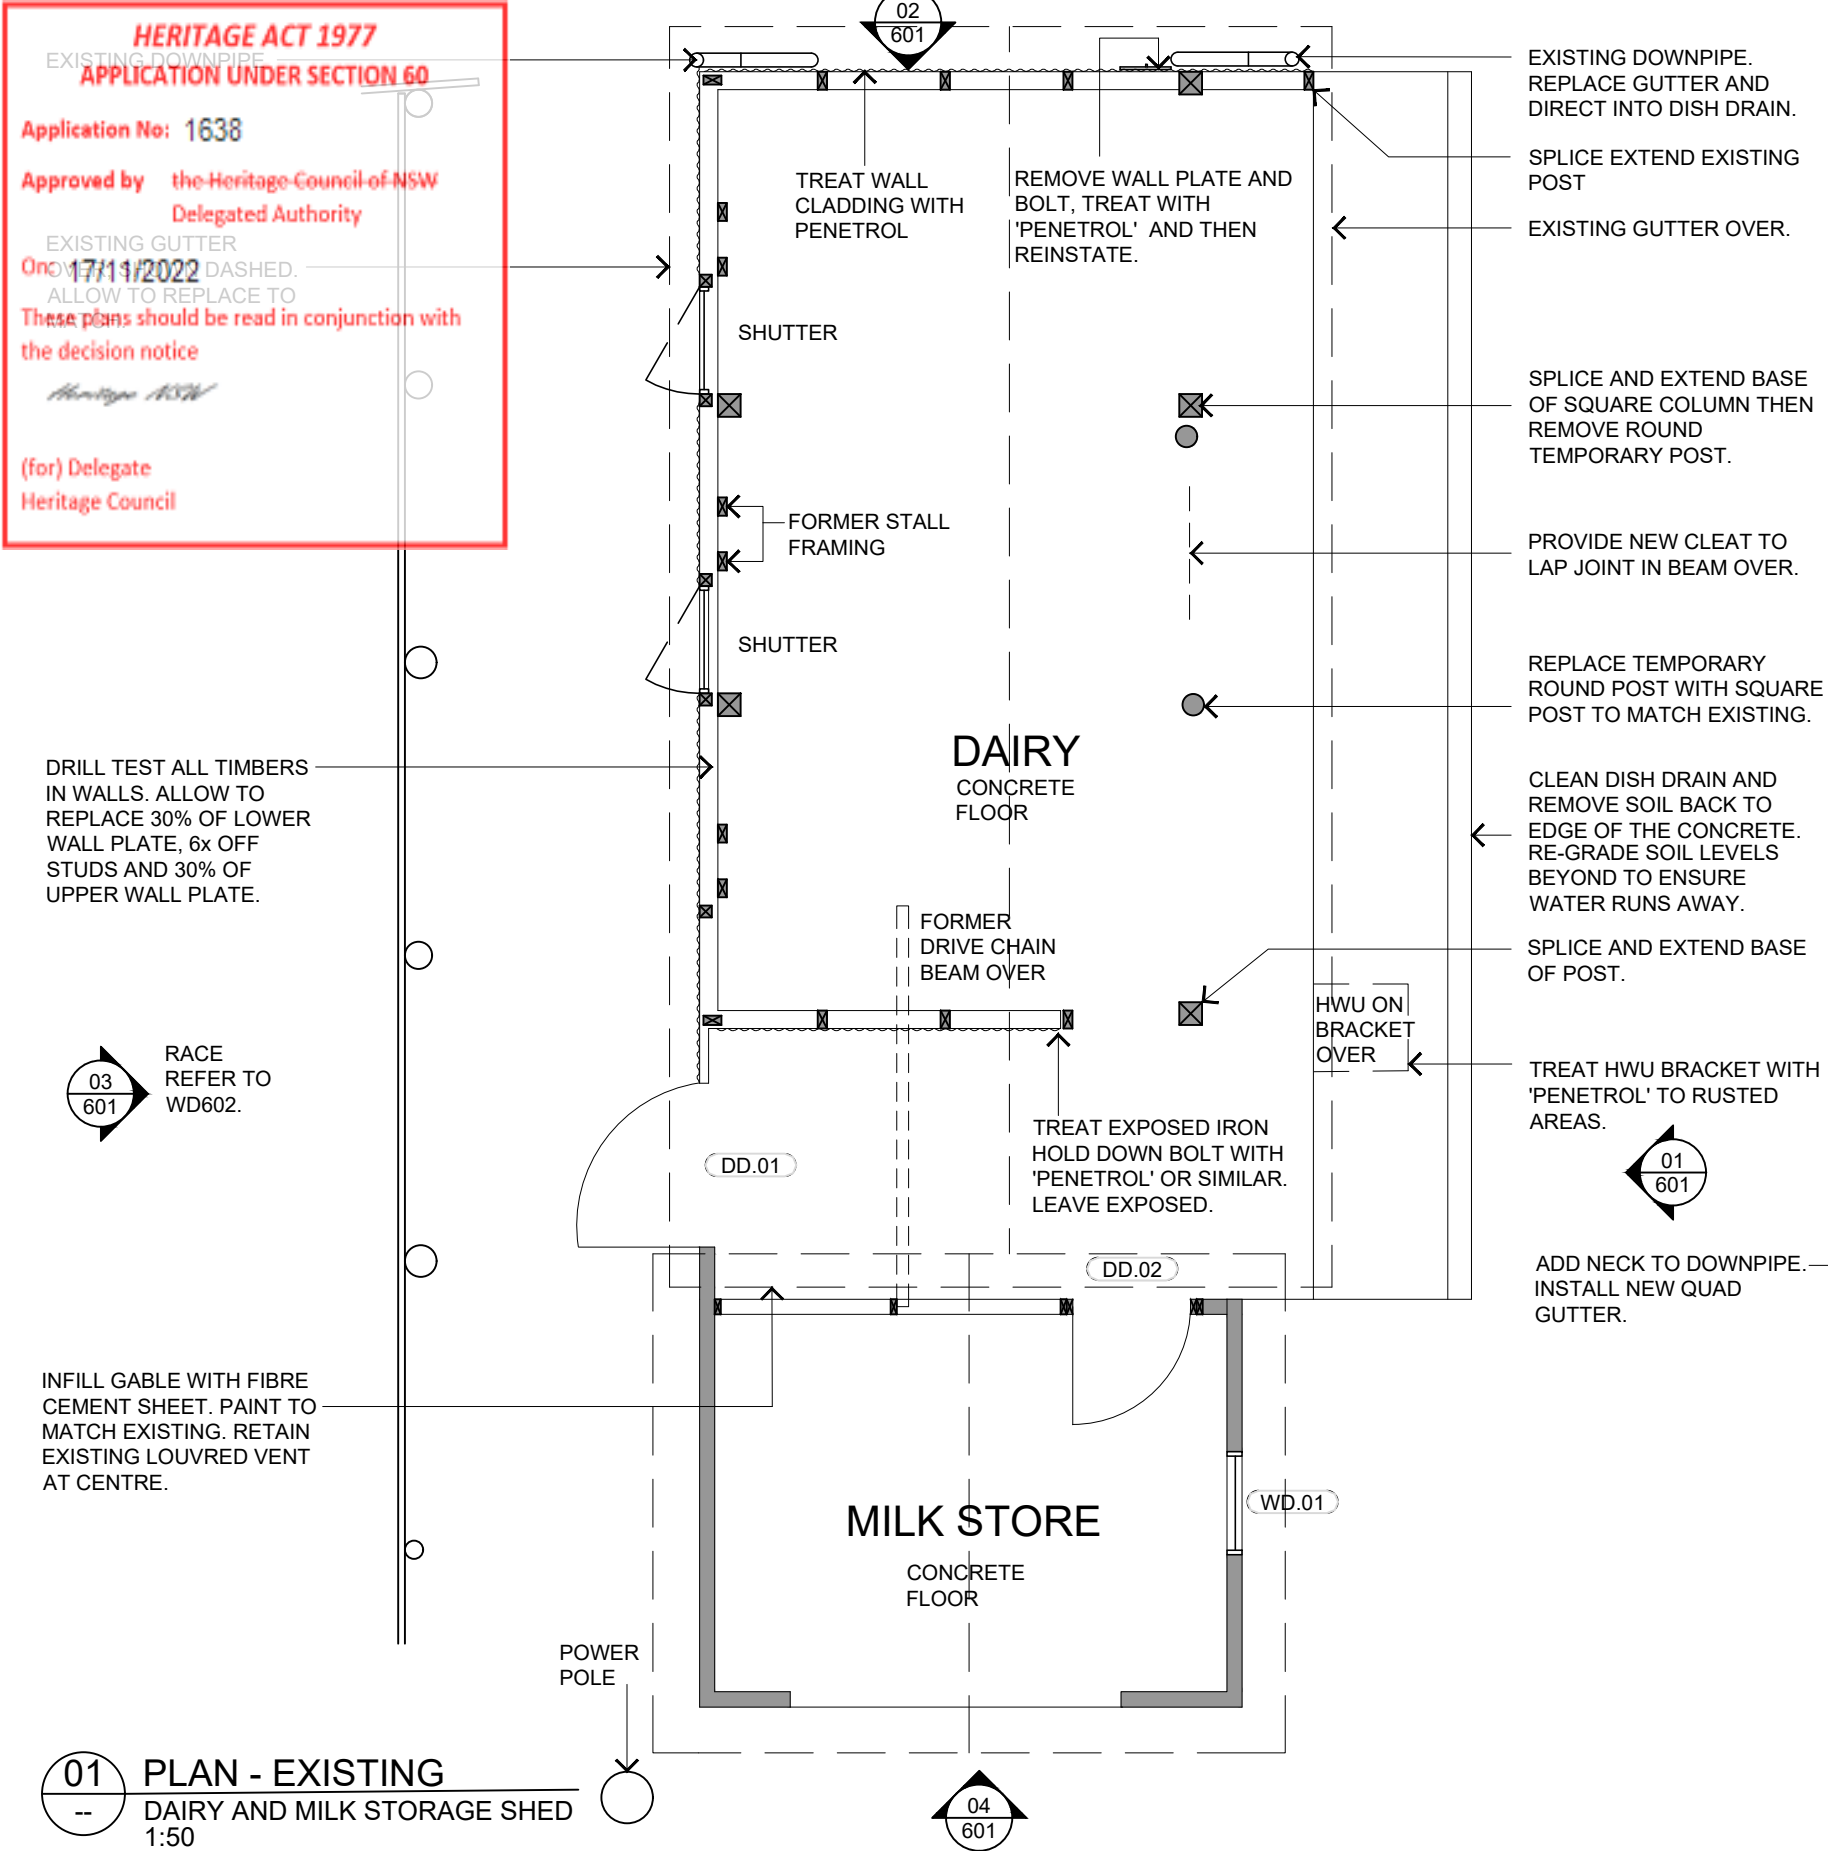 HERITAGE ACT 1977
APPLICATION UNDER SECTION 60
Application No: 1638
Approved by the Heritage Council of NSW
Delegated Authority
On: 17/11/2022
These plans should be read in conjunction with
the decision notice
Heritage NSW
(for) Delegate
Heritage Council
EXISTING DOWNPIPE
EXISTING GUTTER
OVER, SHOWN DASHED.
ALLOW TO REPLACE TO
MATCH.
02
601
TREAT WALL
CLADDING WITH
PENETROL
REMOVE WALL PLATE AND
BOLT, TREAT WITH
'PENETROL' AND THEN
REINSTATE.
EXISTING DOWNPIPE.
REPLACE GUTTER AND
DIRECT INTO DISH DRAIN.
SPLICE EXTEND EXISTING
POST
EXISTING GUTTER OVER.
SHUTTER
SPLICE AND EXTEND BASE
OF SQUARE COLUMN THEN
REMOVE ROUND
TEMPORARY POST.
FORMER STALL
FRAMING
PROVIDE NEW CLEAT TO
LAP JOINT IN BEAM OVER.
SHUTTER
REPLACE TEMPORARY
ROUND POST WITH SQUARE
POST TO MATCH EXISTING.
DAIRY
CONCRETE
FLOOR
DRILL TEST ALL TIMBERS
IN WALLS. ALLOW TO
REPLACE 30% OF LOWER
WALL PLATE, 6x OFF
STUDS AND 30% OF
UPPER WALL PLATE.
CLEAN DISH DRAIN AND
REMOVE SOIL BACK TO
EDGE OF THE CONCRETE.
RE-GRADE SOIL LEVELS
BEYOND TO ENSURE
WATER RUNS AWAY.
FORMER
DRIVE CHAIN
BEAM OVER
SPLICE AND EXTEND BASE
OF POST.
HWU ON
BRACKET
OVER
03
601
RACE
REFER TO
WD602.
TREAT HWU BRACKET WITH
'PENETROL' TO RUSTED
AREAS.
TREAT EXPOSED IRON
HOLD DOWN BOLT WITH
'PENETROL' OR SIMILAR.
LEAVE EXPOSED.
DD.01
01
601
DD.02
ADD NECK TO DOWNPIPE.
INSTALL NEW QUAD
GUTTER.
INFILL GABLE WITH FIBRE
CEMENT SHEET. PAINT TO
MATCH EXISTING. RETAIN
EXISTING LOUVRED VENT
AT CENTRE.
WD.01
MILK STORE
CONCRETE
FLOOR
POWER
POLE
01
--
PLAN - EXISTING
DAIRY AND MILK STORAGE SHED
1:50
04
601